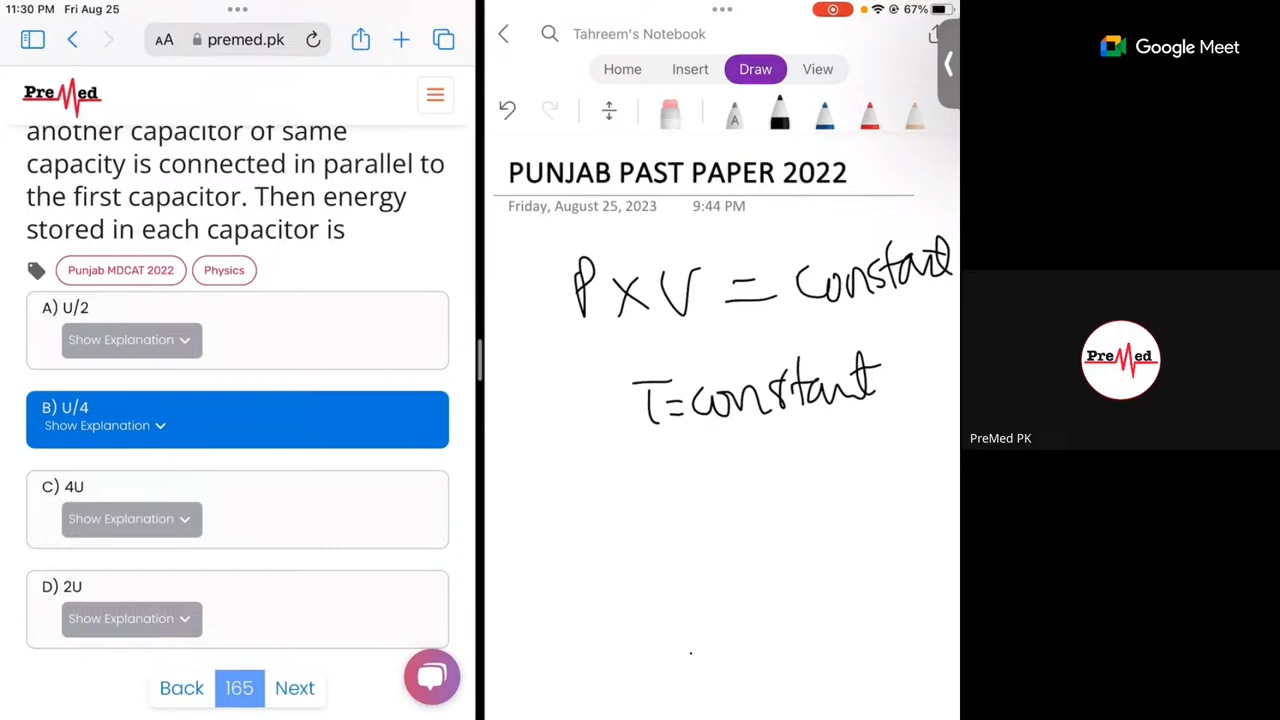 11:30 PM Fri Aug 25
67%
AA premed.pk
PreMed
another capacitor of same
capacity is connected in parallel to
the first capacitor. Then energy
stored in each capacitor is
Punjab MDCAT 2022 Physics
A) U/2
Show Explanation
B) U/4
Show Explanation
C) 4U
Show Explanation
D) 2U
Show Explanation
Back 165 Next
Tahreem's Notebook
Home Insert Draw View
A
PUNJAB PAST PAPER 2022
Friday, August 25, 2023 9:44 PM
P x V = constant
T=constant
Google Meet
PreMed
PreMed PK